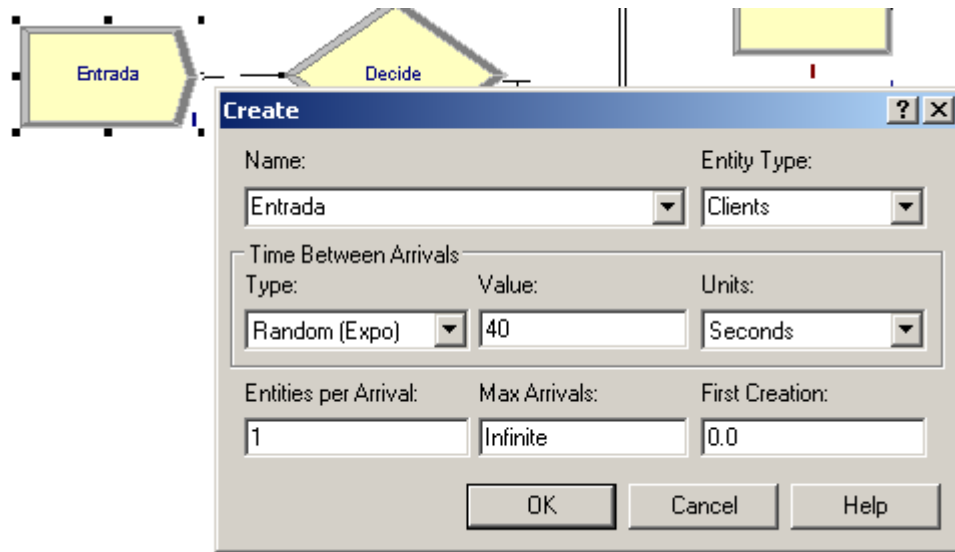 Entrada
Decide
Create
Name:
Entity Type:
Entrada
Clients
Time Between Arrivals
Type:
Value:
Units:
Random (Expo)
40
Seconds
Entities per Arrival:
Max Arrivals:
First Creation:
1
Infinite
0.0
OK
Cancel
Help